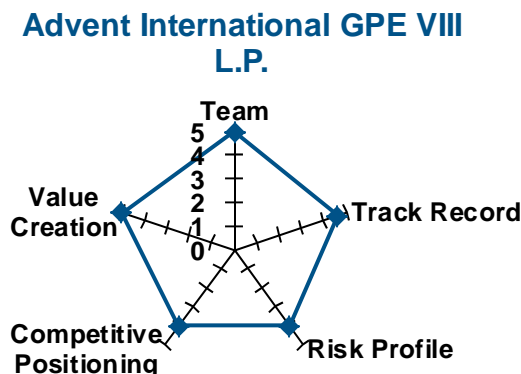 Advent International GPE VIII
L.P.
Team
5
4
3
2
1
0
Value
Creation
Track Record
Competitive
Positioning
Risk Profile